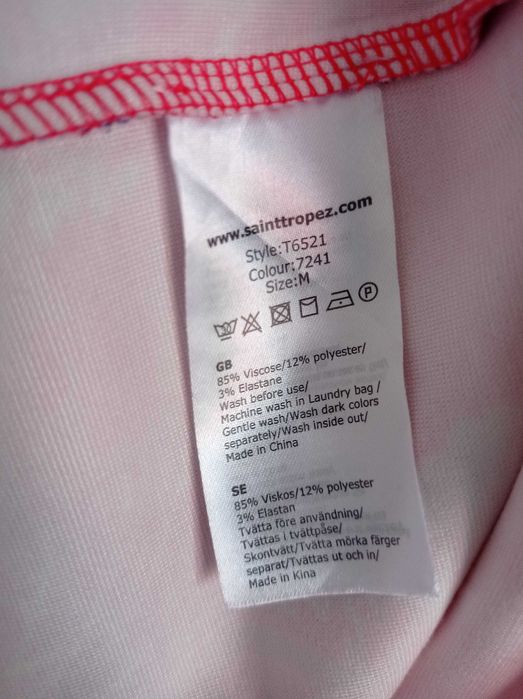 www.sainttropez.com
Style:T6521
Colour:7241
Size:M
P
GB
85% Viscose/12% polyester/
3% Elastane
Wash before use/
Machine wash in Laundry bag /
Gentle wash/Wash dark colors
separately/Wash inside out/
Made in China
SE
85% Viskos/12% polyester
3% Elastan
Tvätta före användning/
Tvättas i tvättpåse/
Skontvätt/Tvätta mörka färger
separat/Tvättas ut och in/
Made in Kina